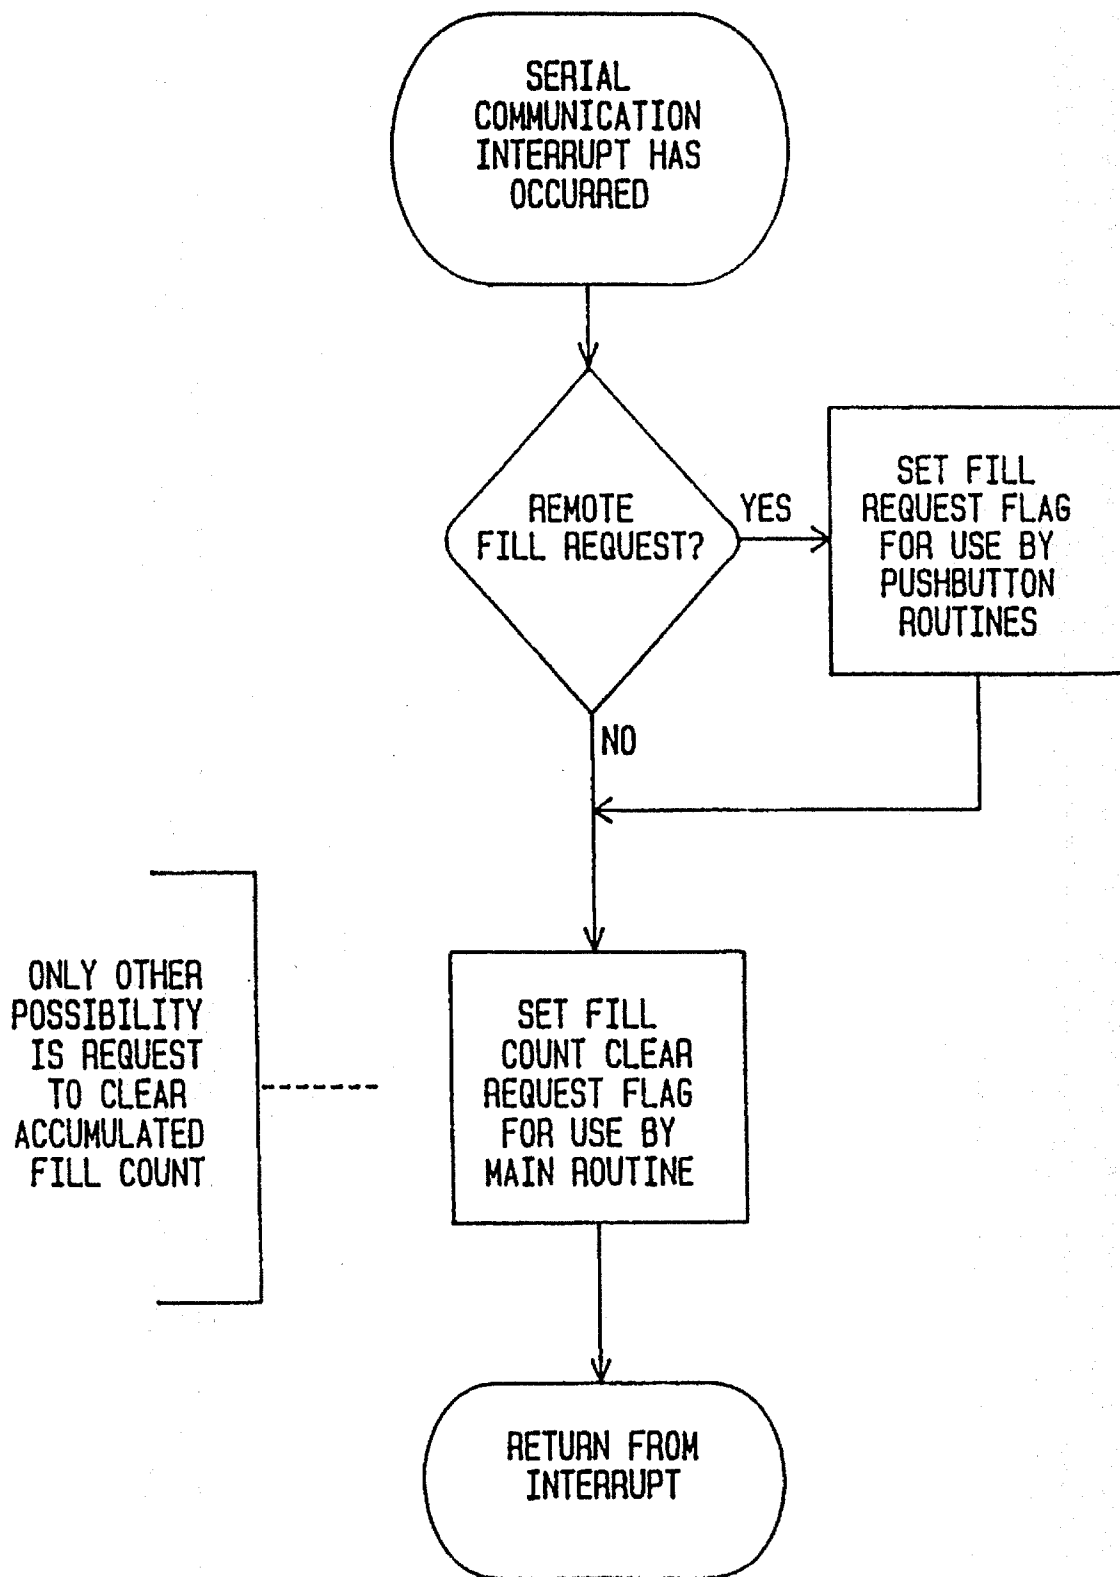 SERIAL
COMMUNICATION
INTERRUPT HAS
OCCURRED
REMOTE
FILL REQUEST?
YES
SET FILL
REQUEST FLAG
FOR USE BY
PUSHBUTTON
ROUTINES
NO
ONLY OTHER
POSSIBILITY
IS REQUEST
TO CLEAR
ACCUMULATED
FILL COUNT
SET FILL
COUNT CLEAR
REQUEST FLAG
FOR USE BY
MAIN ROUTINE
RETURN FROM
INTERRUPT